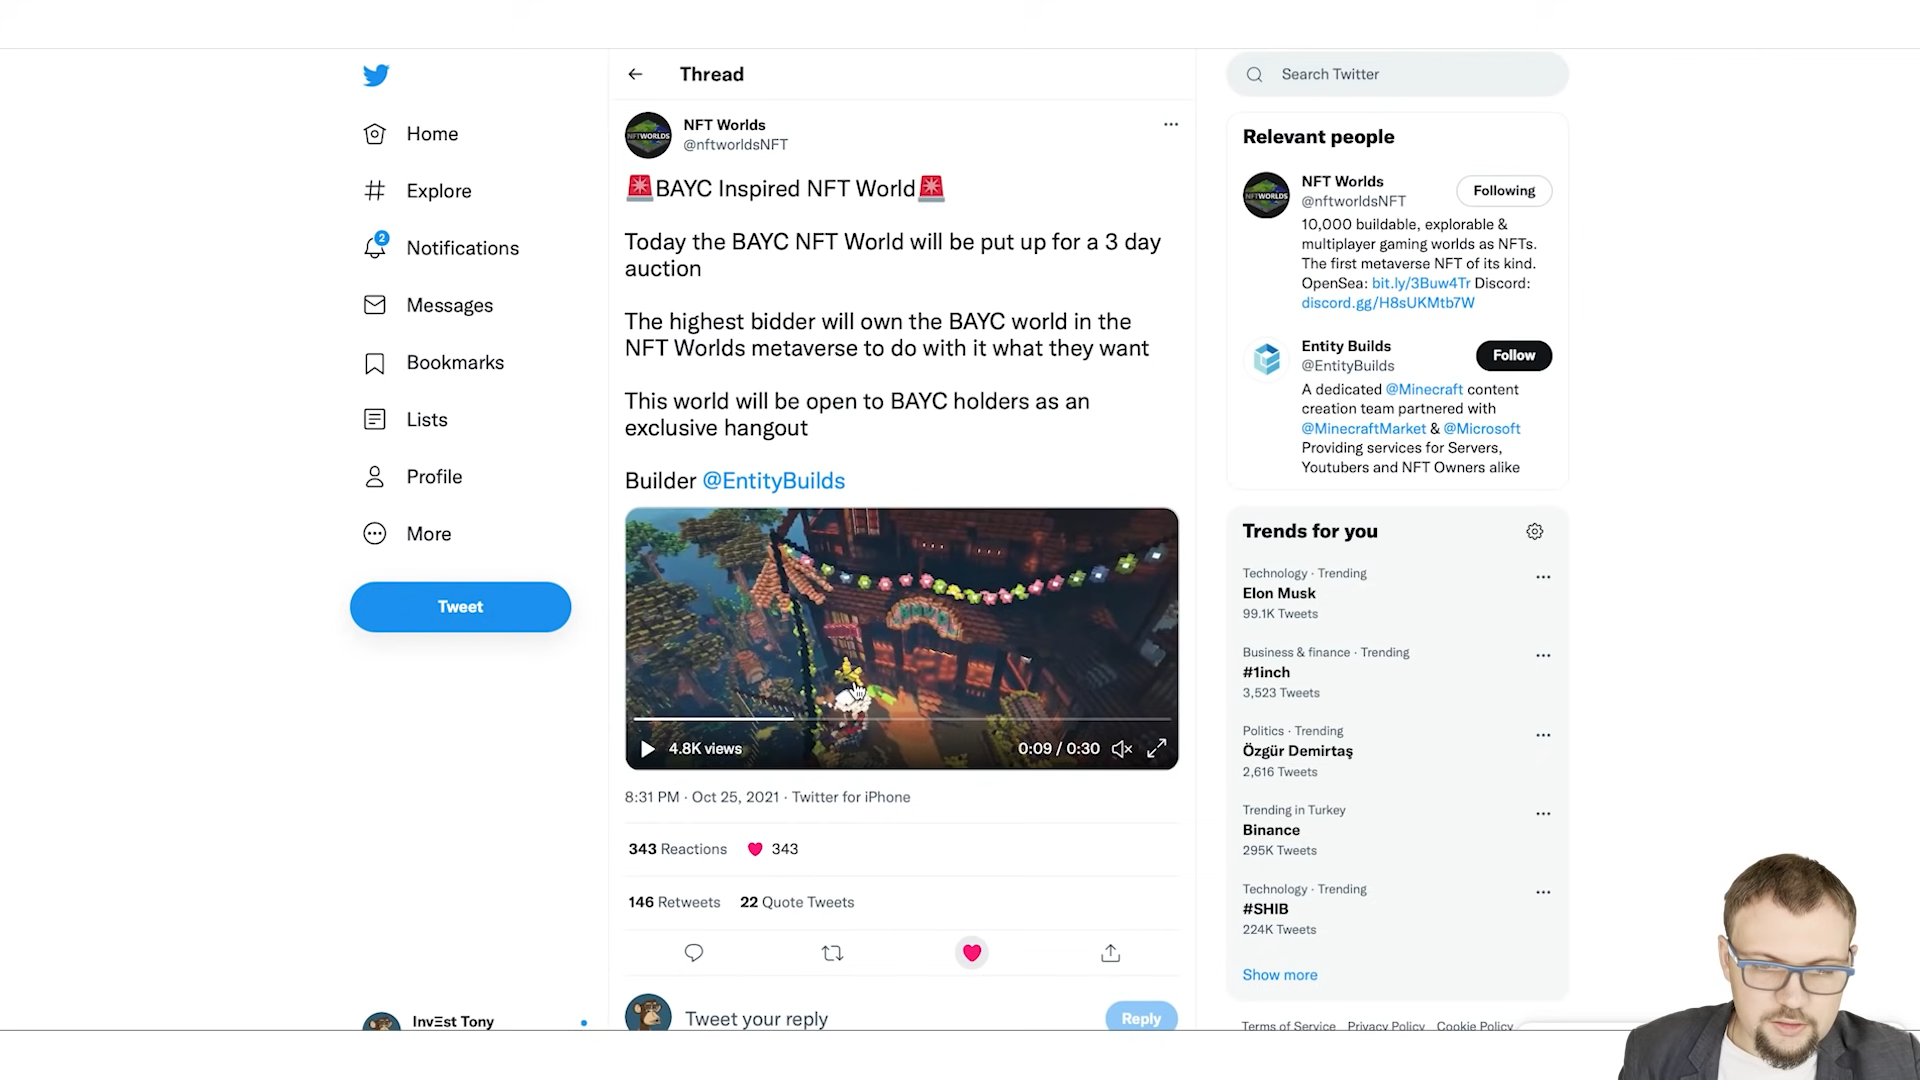 Home
Explore
2
Notifications
Messages
Bookmarks
Lists
Profile
More
Tweet
InvΞst Tony
Thread
NFTWORLDS
NFT Worlds
@nftworldsNFT
🚨BAYC Inspired NFT World🚨
Today the BAYC NFT World will be put up for a 3 day
auction
The highest bidder will own the BAYC world in the
NFT Worlds metaverse to do with it what they want
This world will be open to BAYC holders as an
exclusive hangout
Builder @EntityBuilds
BAYC
4.8K views
0:09 / 0:30
8:31 PM · Oct 25, 2021 · Twitter for iPhone
343 Reactions
343
146 Retweets 22 Quote Tweets
Tweet your reply
Reply
Search Twitter
Relevant people
NFTWORLDS
NFT Worlds
@nftworldsNFT
Following
10,000 buildable, explorable &
multiplayer gaming worlds as NFTs.
The first metaverse NFT of its kind.
OpenSea: bit.ly/3Buw4Tr Discord:
discord.gg/H8sUKMtb7W
Entity Builds
@EntityBuilds
Follow
A dedicated @Minecraft content
creation team partnered with
@MinecraftMarket & @Microsoft
Providing services for Servers,
Youtubers and NFT Owners alike
Trends for you
Technology · Trending
Elon Musk
99.1K Tweets
Business & finance · Trending
#1inch
3,523 Tweets
Politics · Trending
Özgür Demirtaş
2,616 Tweets
Trending in Turkey
Binance
295K Tweets
Technology · Trending
#SHIB
224K Tweets
Show more
Terms of Service Privacy Policy Cookie Policy